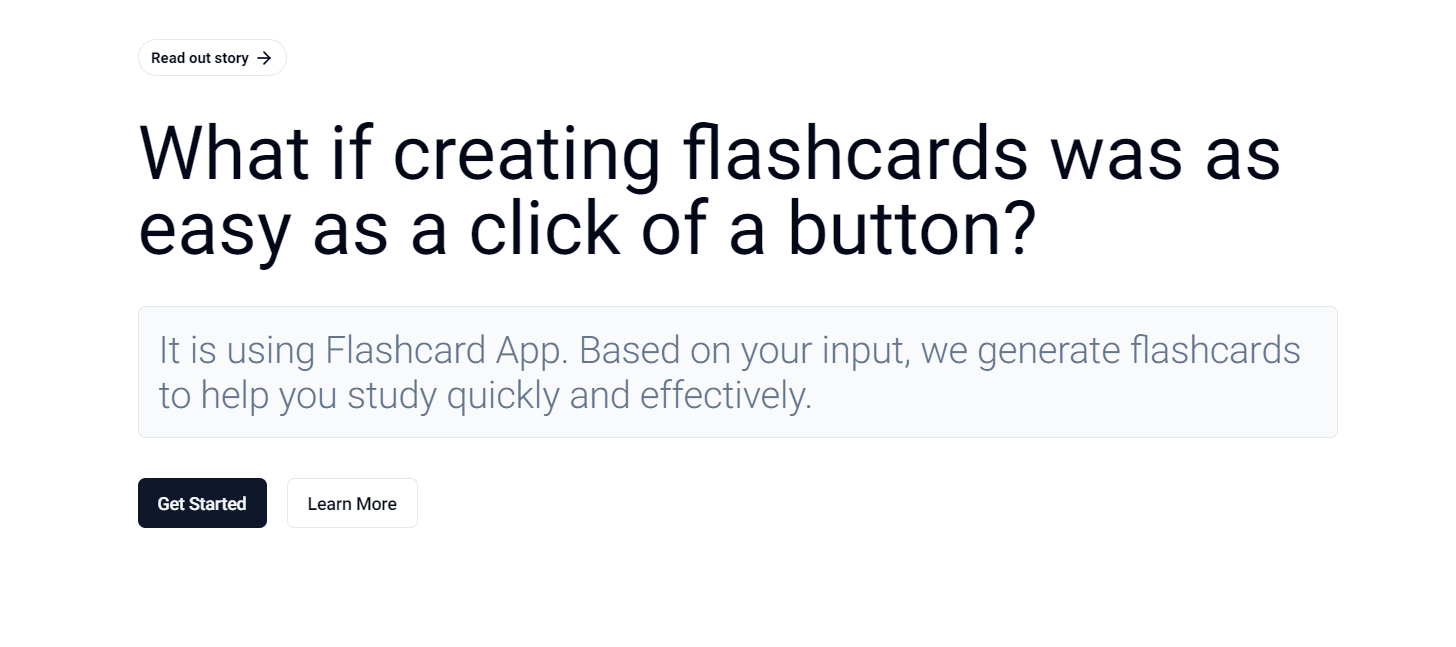 Read out story
What if creating flashcards was as
easy as a click of a button?
It is using Flashcard App. Based on your input, we generate flashcards
to help you study quickly and effectively.
Get Started
Learn More